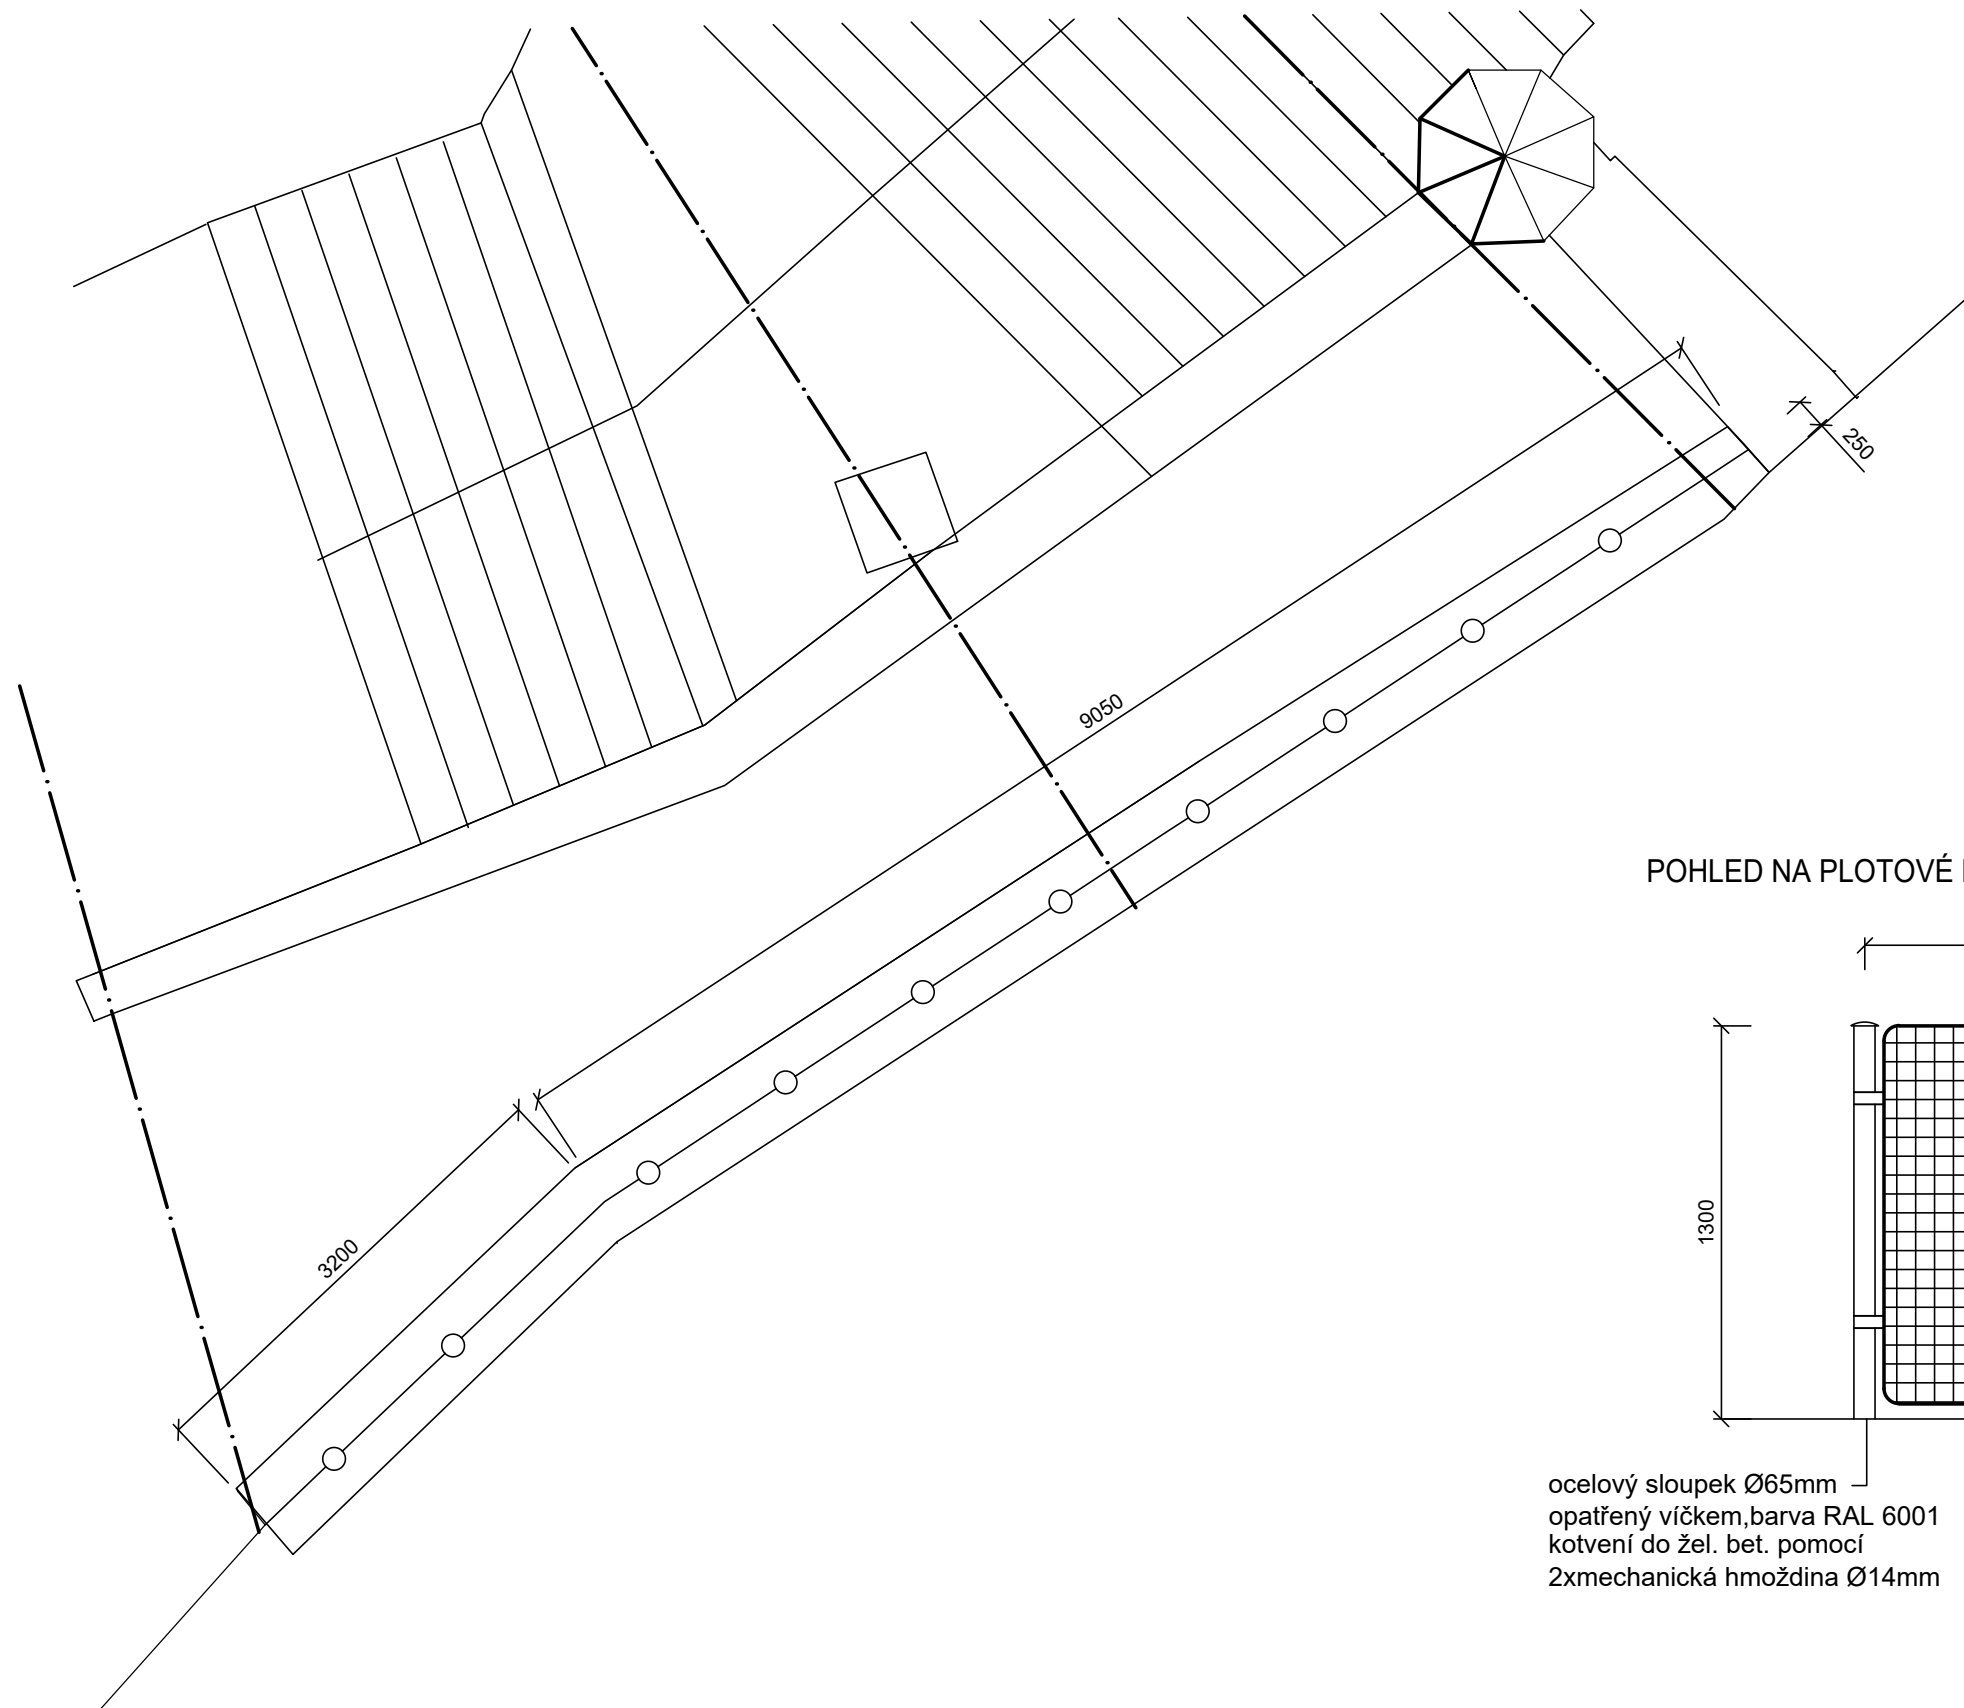 250
9050
POHLED NA PLOTOVÉ
3200
1300
ocelový sloupek Ø65mm
opatřený víčkem,barva RAL 6001
kotvení do žel. bet. pomocí
2xmechanická hmoždina Ø14mm